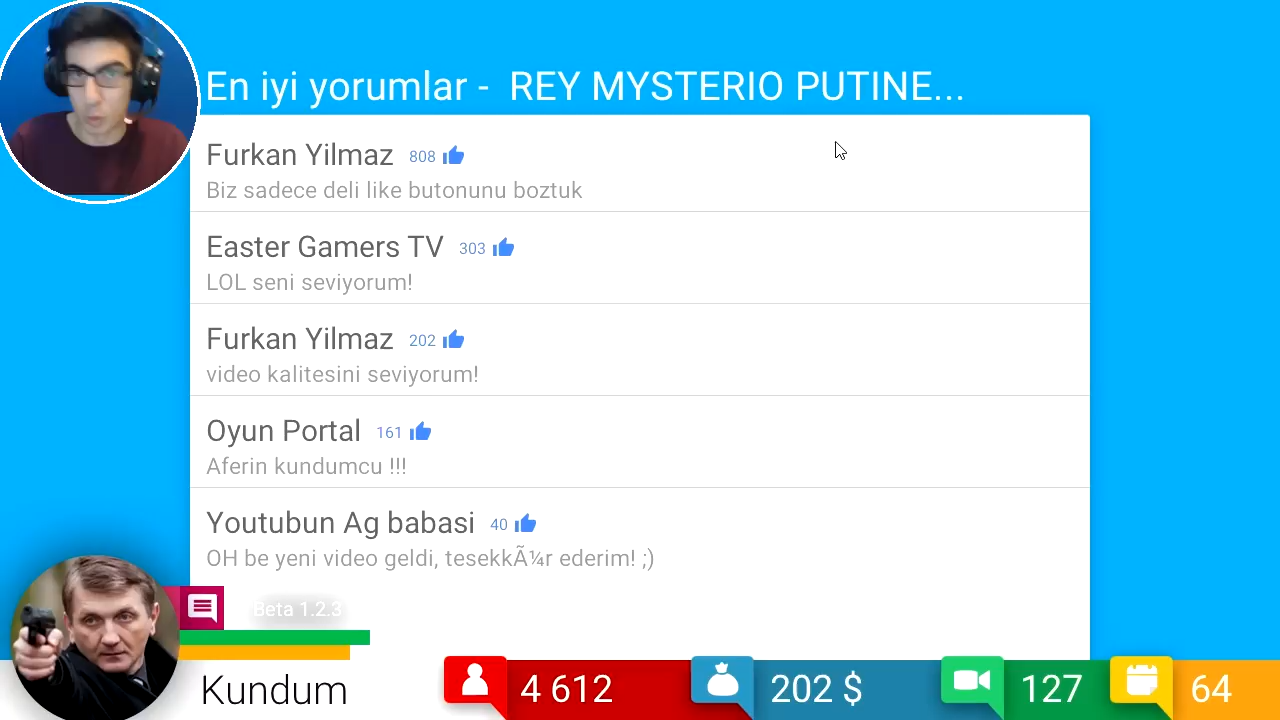 En iyi yorumlar - REY MYSTERIO PUTINE...
Furkan Yilmaz 808
Biz sadece deli like butonunu boztuk
Easter Gamers TV 303
LOL seni seviyorum!
Furkan Yilmaz 202
video kalitesini seviyorum!
Oyun Portal 161
Aferin kundumcu !!!
Youtubun Ag babasi 40
OH be yeni video geldi, tesekkÃ¼r ederim! ;)
Beta 1.2.3
Kundum
4 612
202 $
127
64